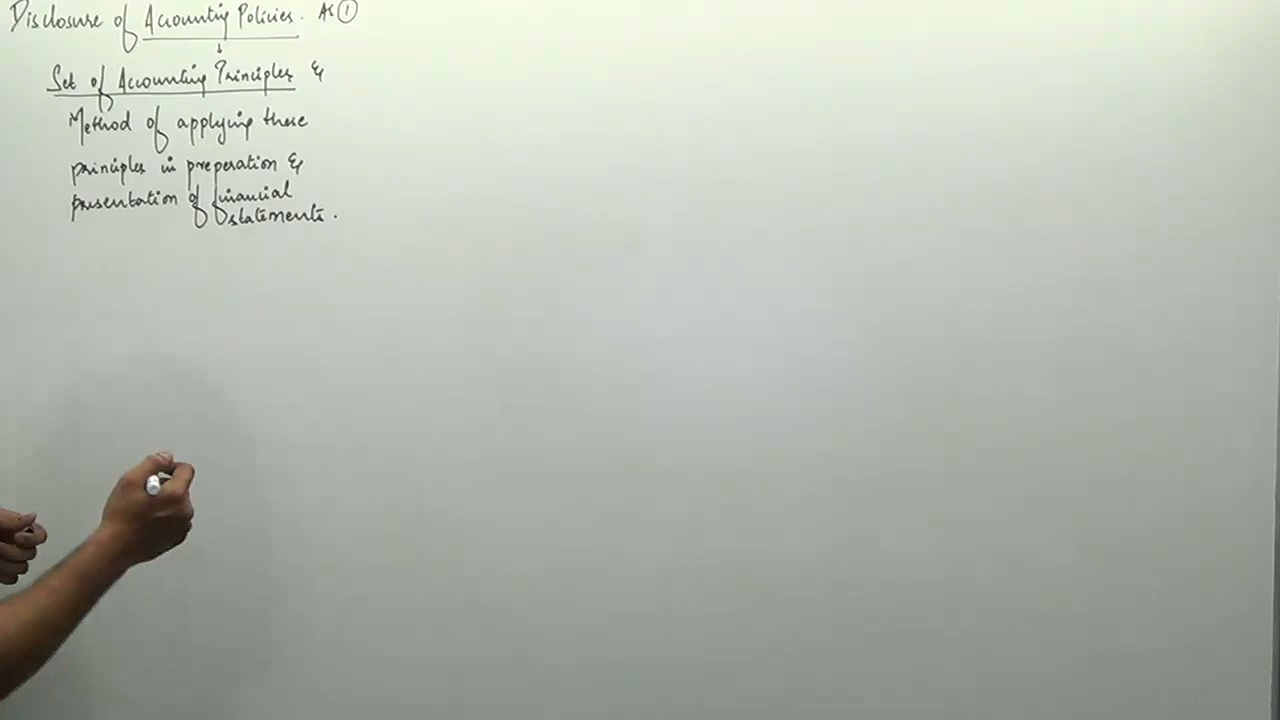 Disclosure of Accounting Policies. AS ①
↓
Set of Accounting Principles &
Method of applying these
principles in preperation &
presentation of financial
statements.